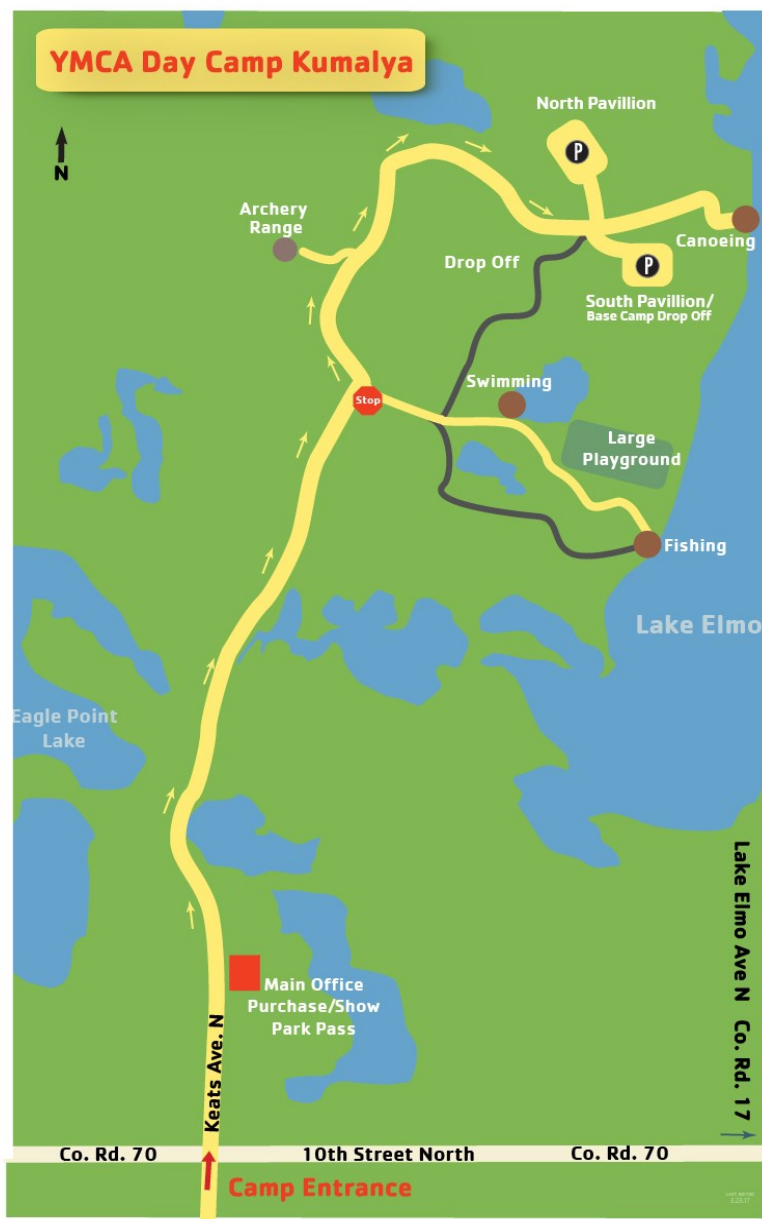 YMCA Day Camp Kumalya
North Pavillion
P
N
Archery
Range
Canoeing
Drop Off
P
South Pavillion/
Base Camp Drop Off
Swimming
Stop
Large
Playground
Fishing
Lake Elmo
Eagle Point
Lake
Lake Elmo Ave N Co. Rd. 17
Main Office
Purchase/Show
Park Pass
Keats Ave. N
Co. Rd. 70
10th Street North
Co. Rd. 70
Camp Entrance